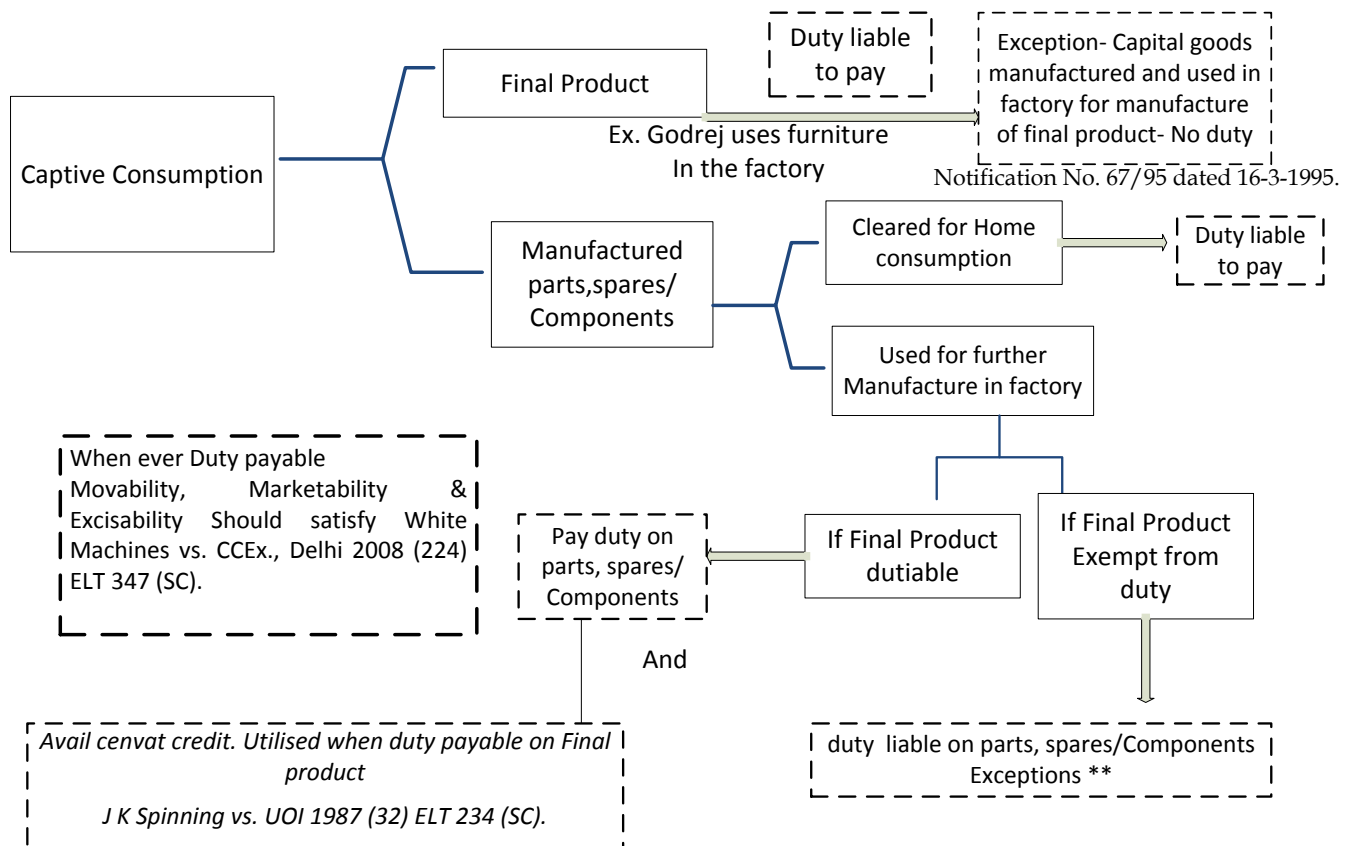 Captive Consumption
Final Product
Duty liable
to pay
Ex. Godrej uses furniture
In the factory
Exception- Capital goods
manufactured and used in
factory for manufacture
of final product- No duty
Notification No. 67/95 dated 16-3-1995.
Manufactured
parts,spares/
Components
Cleared for Home
consumption
Duty liable
to pay
Used for further
Manufacture in factory
When ever Duty payable
Movability, Marketability &
Excisability Should satisfy White
Machines vs. CCEx., Delhi 2008 (224)
ELT 347 (SC).
Pay duty on
parts, spares/
Components
If Final Product
dutiable
If Final Product
Exempt from
duty
And
Avail cenvat credit. Utilised when duty payable on Final
product
J K Spinning vs. UOI 1987 (32) ELT 234 (SC).
duty liable on parts, spares/Components
Exceptions **